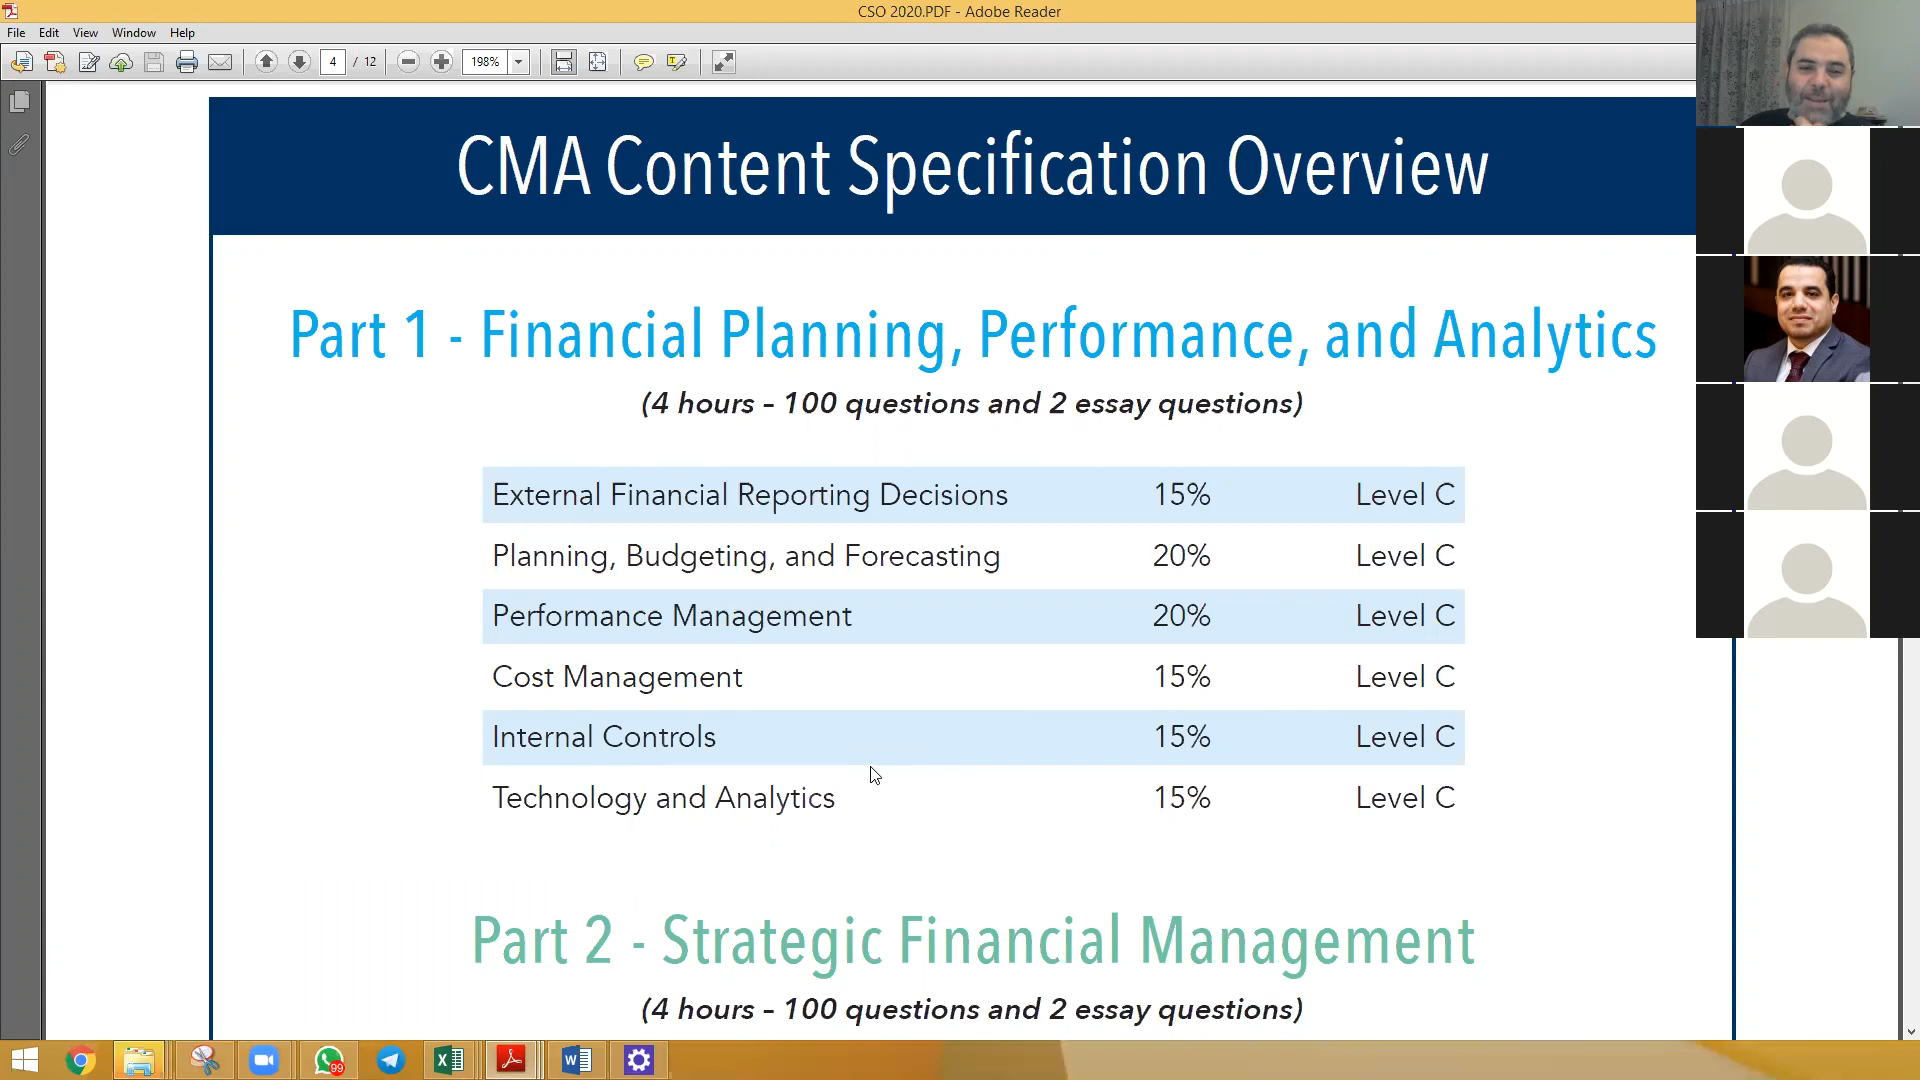 CSO 2020.PDF - Adobe Reader
File Edit View Window Help
4 / 12 198%
CMA Content Specification Overview
Part 1 - Financial Planning, Performance, and Analytics
(4 hours – 100 questions and 2 essay questions)
External Financial Reporting Decisions 15% Level C
Planning, Budgeting, and Forecasting 20% Level C
Performance Management 20% Level C
Cost Management 15% Level C
Internal Controls 15% Level C
Technology and Analytics 15% Level C
Part 2 - Strategic Financial Management
(4 hours – 100 questions and 2 essay questions)
99